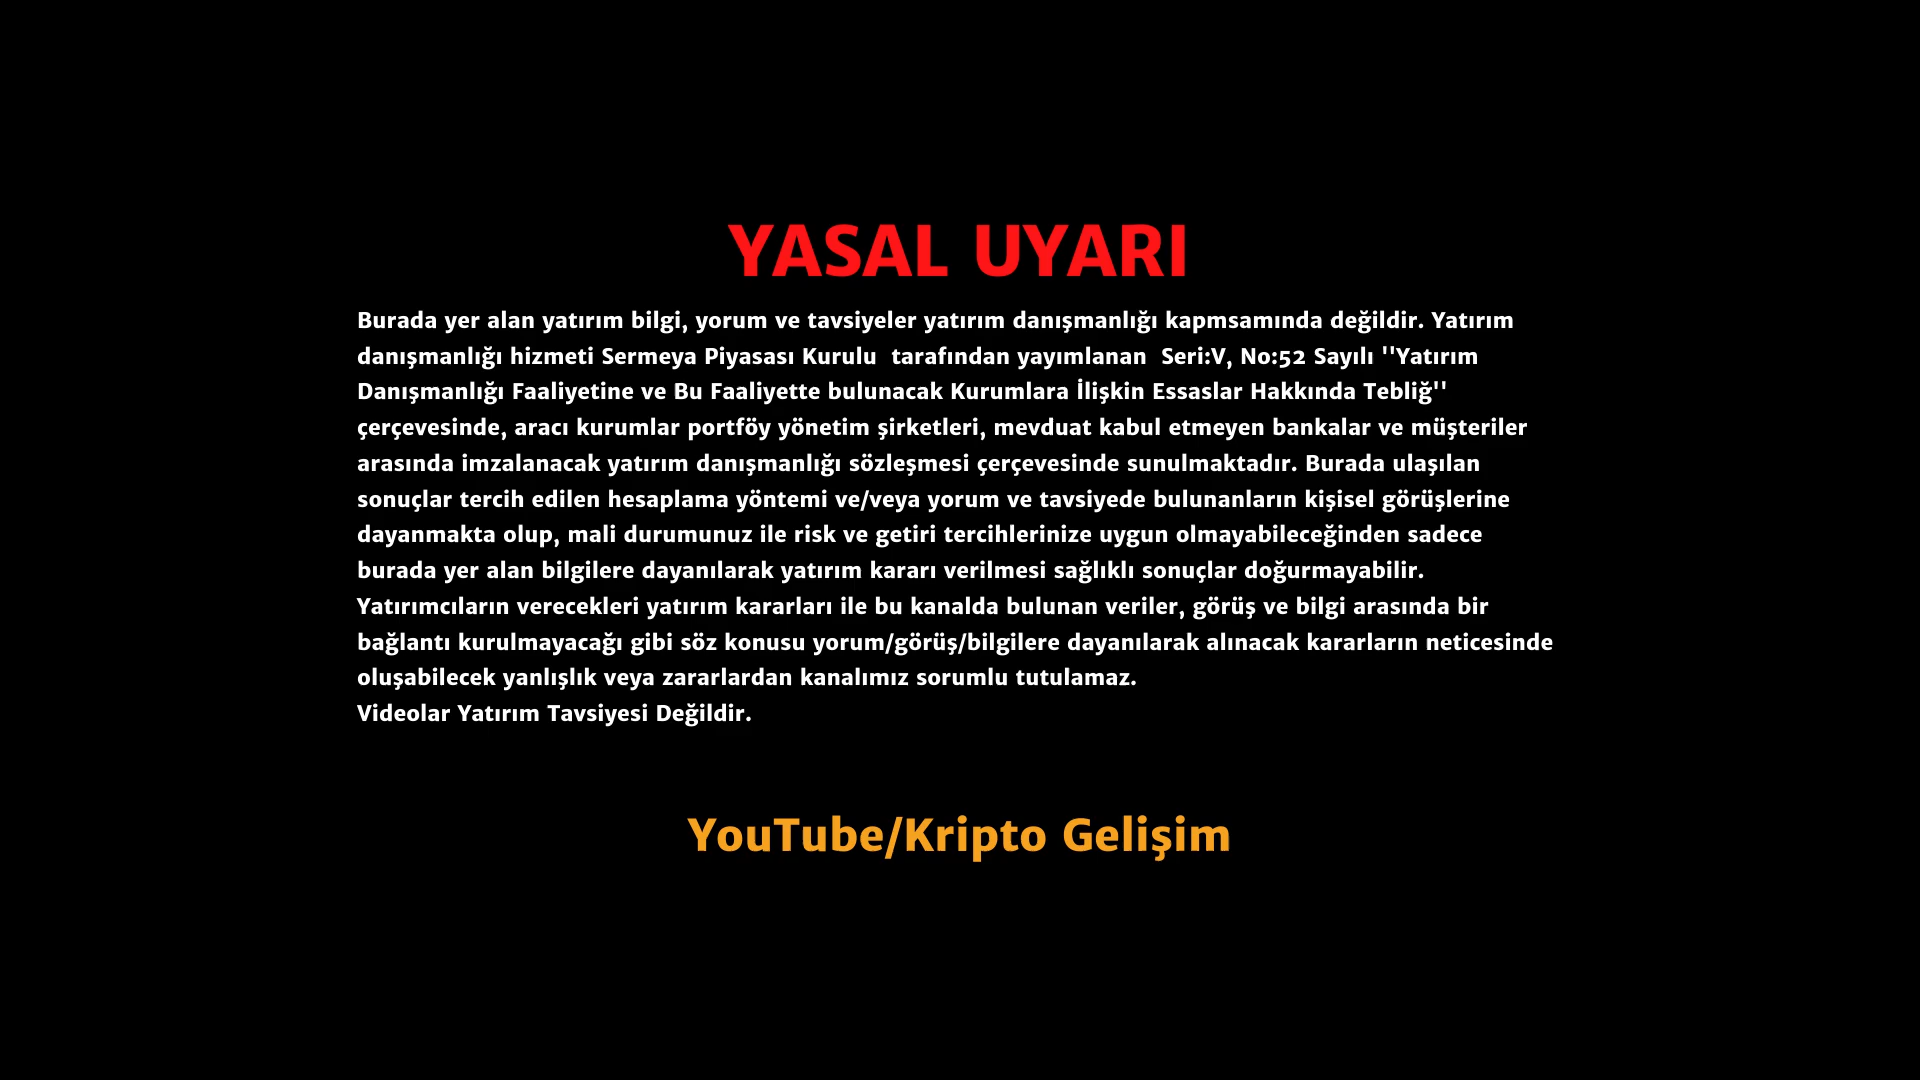 YASAL UYARI
Burada yer alan yatırım bilgi, yorum ve tavsiyeler yatırım danışmanlığı kapmsamında değildir. Yatırım
danışmanlığı hizmeti Sermeya Piyasası Kurulu  tarafından yayımlanan  Seri:V, No:52 Sayılı ''Yatırım
Danışmanlığı Faaliyetine ve Bu Faaliyette bulunacak Kurumlara İlişkin Essaslar Hakkında Tebliğ''
çerçevesinde, aracı kurumlar portföy yönetim şirketleri, mevduat kabul etmeyen bankalar ve müşteriler
arasında imzalanacak yatırım danışmanlığı sözleşmesi çerçevesinde sunulmaktadır. Burada ulaşılan
sonuçlar tercih edilen hesaplama yöntemi ve/veya yorum ve tavsiyede bulunanların kişisel görüşlerine
dayanmakta olup, mali durumunuz ile risk ve getiri tercihlerinize uygun olmayabileceğinden sadece
burada yer alan bilgilere dayanılarak yatırım kararı verilmesi sağlıklı sonuçlar doğurmayabilir.
Yatırımcıların verecekleri yatırım kararları ile bu kanalda bulunan veriler, görüş ve bilgi arasında bir
bağlantı kurulmayacağı gibi söz konusu yorum/görüş/bilgilere dayanılarak alınacak kararların neticesinde
oluşabilecek yanlışlık veya zararlardan kanalımız sorumlu tutulamaz.
Videolar Yatırım Tavsiyesi Değildir.
YouTube/Kripto Gelişim